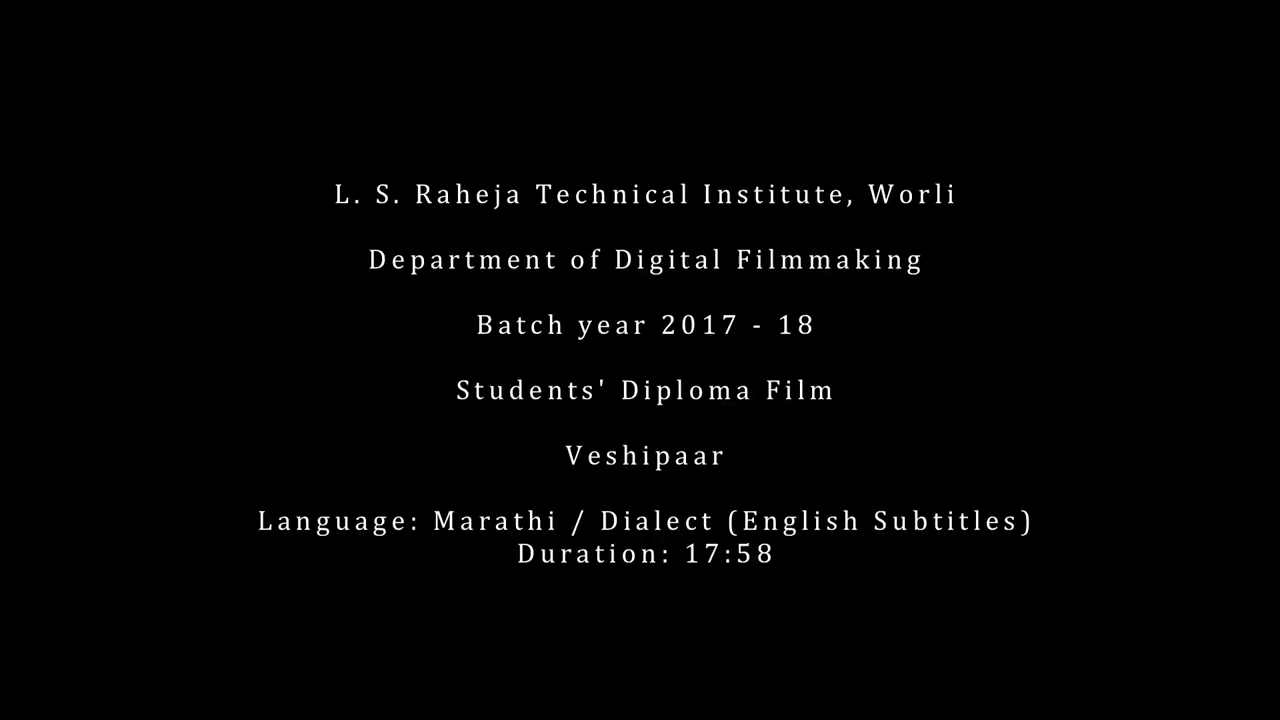 L. S. Raheja Technical Institute, Worli
Department of Digital Filmmaking
Batch year 2017 - 18
Students' Diploma Film
Veshipaar
Language: Marathi / Dialect (English Subtitles)
Duration: 17:58